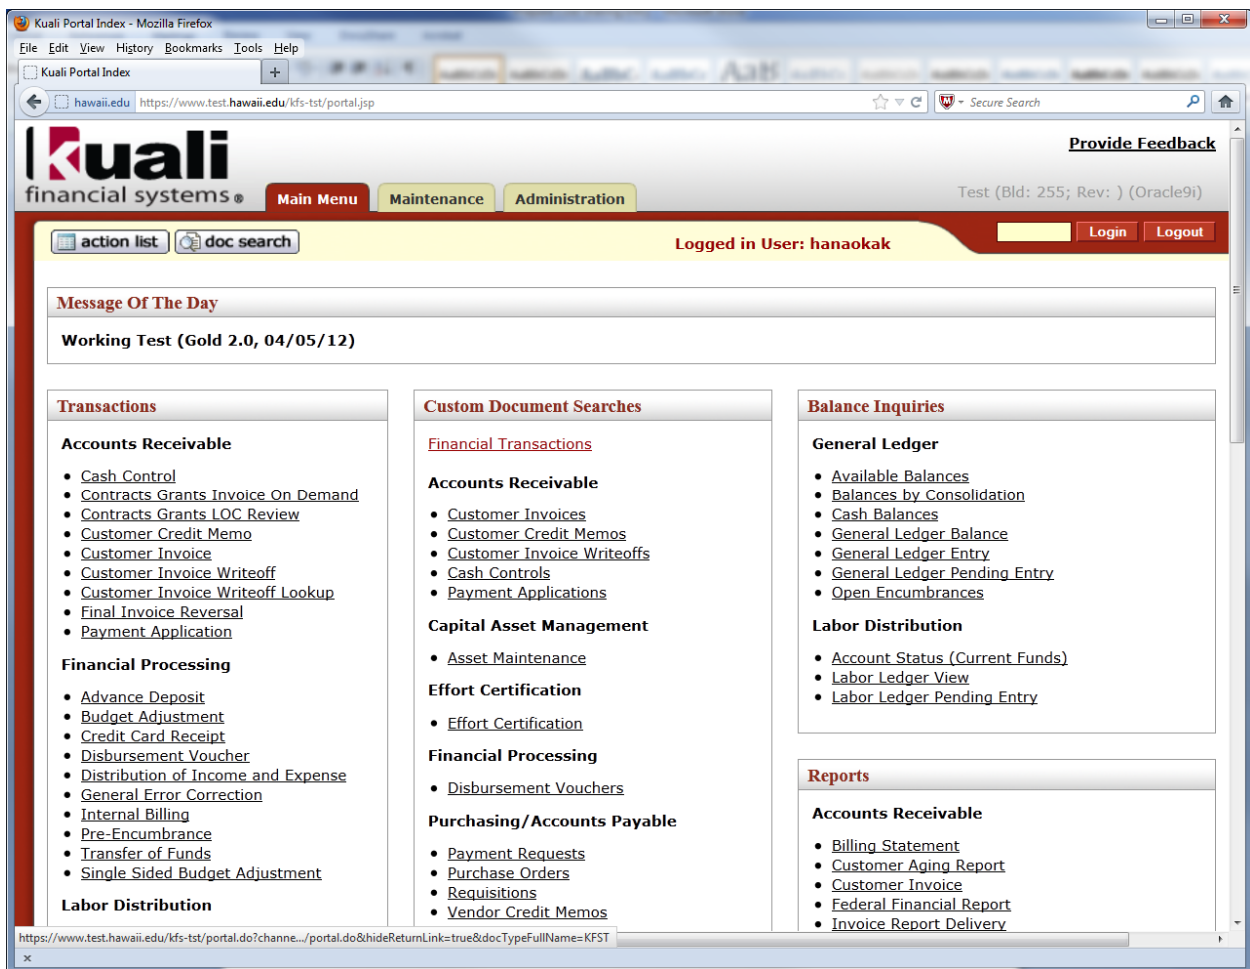 Kuali Portal Index - Mozilla Firefox
File Edit View History Bookmarks Tools Help
Kuali Portal Index
hawaii.edu https://www.test.hawaii.edu/kfs-tst/portal.jsp
Secure Search
kuali
financial systems ®
Provide Feedback
Main Menu
Maintenance
Administration
Test (Bld: 255; Rev: ) (Oracle9i)
action list
doc search
Logged in User: hanaokak
Login
Logout
Message Of The Day
Working Test (Gold 2.0, 04/05/12)
Transactions
Accounts Receivable
Cash Control
Contracts Grants Invoice On Demand
Contracts Grants LOC Review
Customer Credit Memo
Customer Invoice
Customer Invoice Writeoff
Customer Invoice Writeoff Lookup
Final Invoice Reversal
Payment Application
Financial Processing
Advance Deposit
Budget Adjustment
Credit Card Receipt
Disbursement Voucher
Distribution of Income and Expense
General Error Correction
Internal Billing
Pre-Encumbrance
Transfer of Funds
Single Sided Budget Adjustment
Labor Distribution
Custom Document Searches
Financial Transactions
Accounts Receivable
Customer Invoices
Customer Credit Memos
Customer Invoice Writeoffs
Cash Controls
Payment Applications
Capital Asset Management
Asset Maintenance
Effort Certification
Effort Certification
Financial Processing
Disbursement Vouchers
Purchasing/Accounts Payable
Payment Requests
Purchase Orders
Requisitions
Vendor Credit Memos
Balance Inquiries
General Ledger
Available Balances
Balances by Consolidation
Cash Balances
General Ledger Balance
General Ledger Entry
General Ledger Pending Entry
Open Encumbrances
Labor Distribution
Account Status (Current Funds)
Labor Ledger View
Labor Ledger Pending Entry
Reports
Accounts Receivable
Billing Statement
Customer Aging Report
Customer Invoice
Federal Financial Report
Invoice Report Delivery
https://www.test.hawaii.edu/kfs-tst/portal.do?channe.../portal.do&hideReturnLink=true&docTypeFullName=KFST